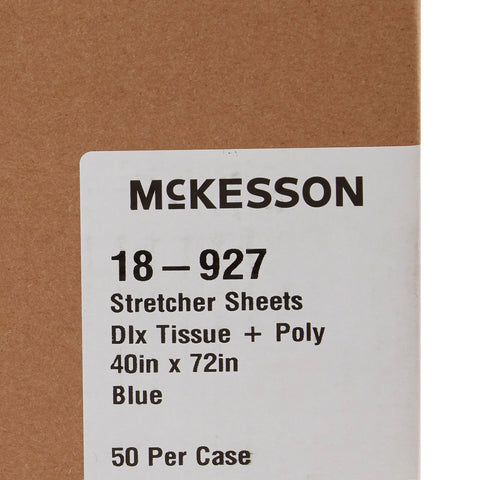 McKESSON
18-927
Stretcher Sheets
Dlx Tissue + Poly
40in x 72in
Blue
50 Per Case